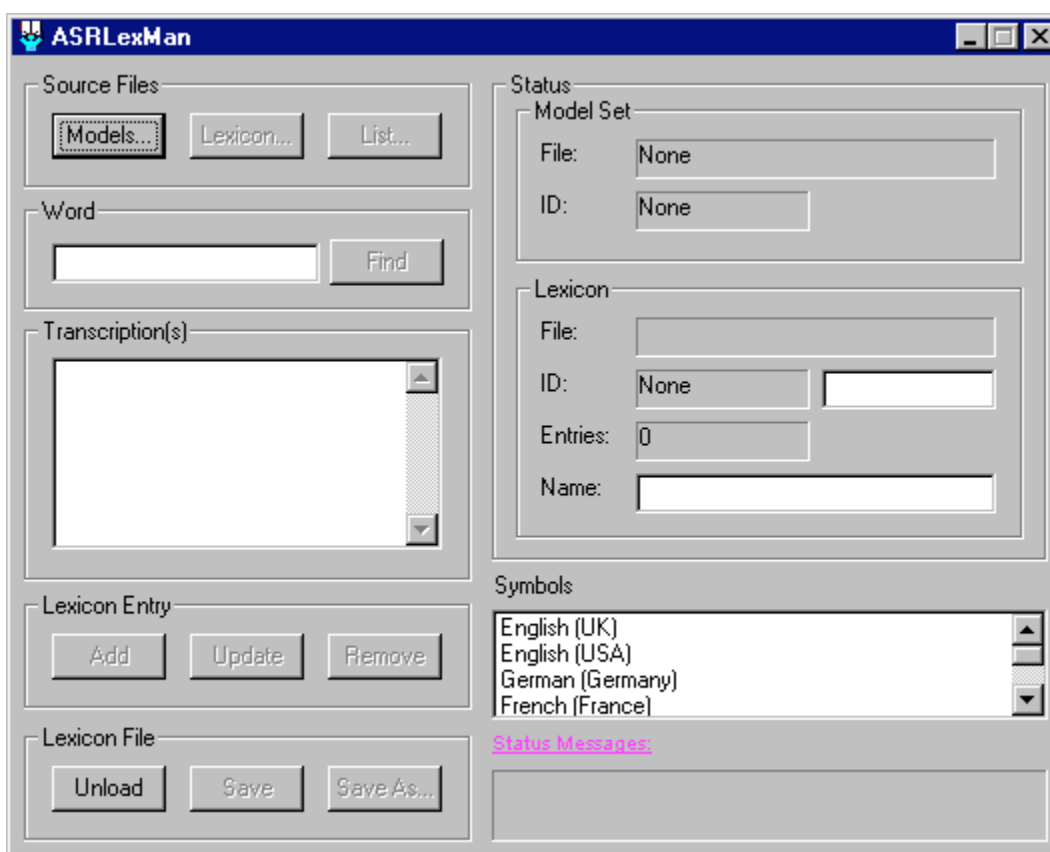 ASRLexMan
Source Files
Models... Lexicon... List...
Word
Find
Transcription(s)
Lexicon Entry
Add Update Remove
Lexicon File
Unload Save Save As...
Status
Model Set
File: None
ID: None
Lexicon
File:
ID: None
Entries: 0
Name:
Symbols
English (UK)
English (USA)
German (Germany)
French (France)
Status Messages: